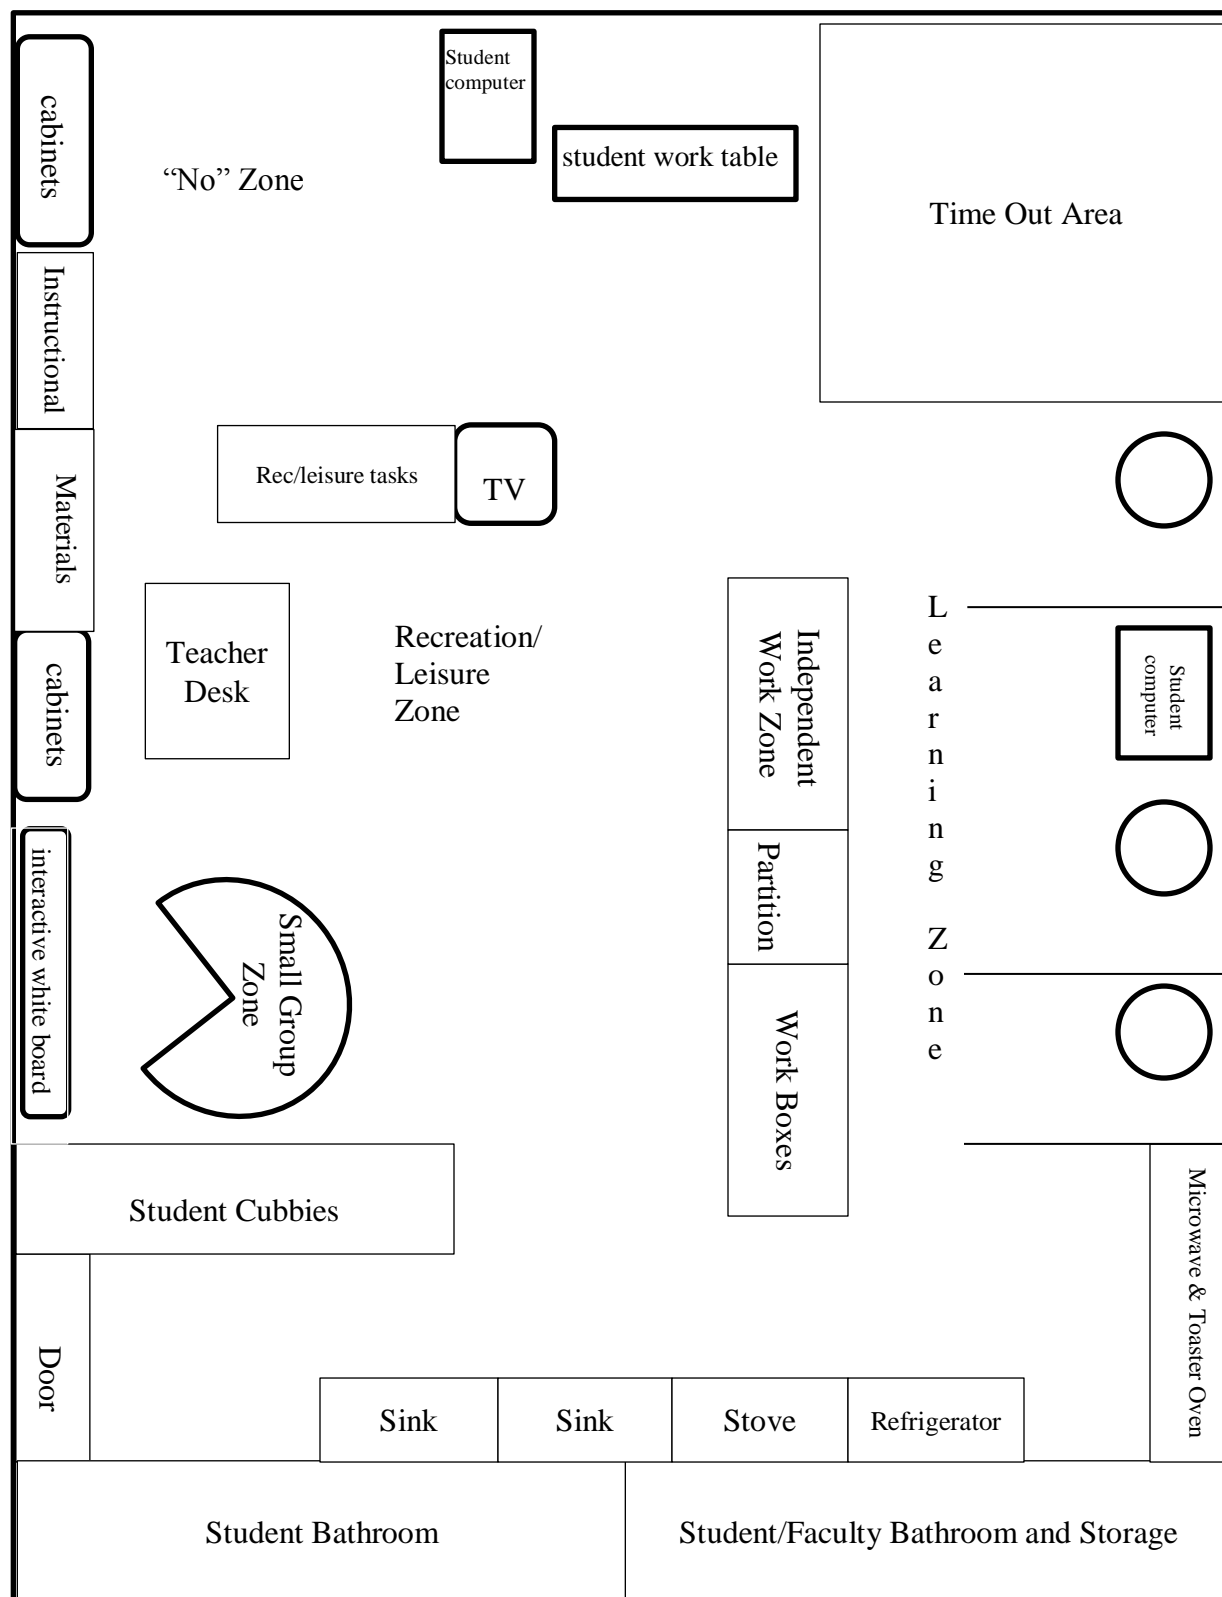 Student
computer
cabinets
student work table
“No” Zone
Time Out Area
Instructional
Materials
Rec/leisure tasks
TV
Teacher
Desk
Recreation/
Leisure
Zone
Independent
Work Zone
Learning Zone
Student
computer
cabinets
Partition
interactive white board
Small Group
Zone
Work Boxes
Student Cubbies
Microwave & Toaster Oven
Door
Sink
Sink
Stove
Refrigerator
Student Bathroom
Student/Faculty Bathroom and Storage